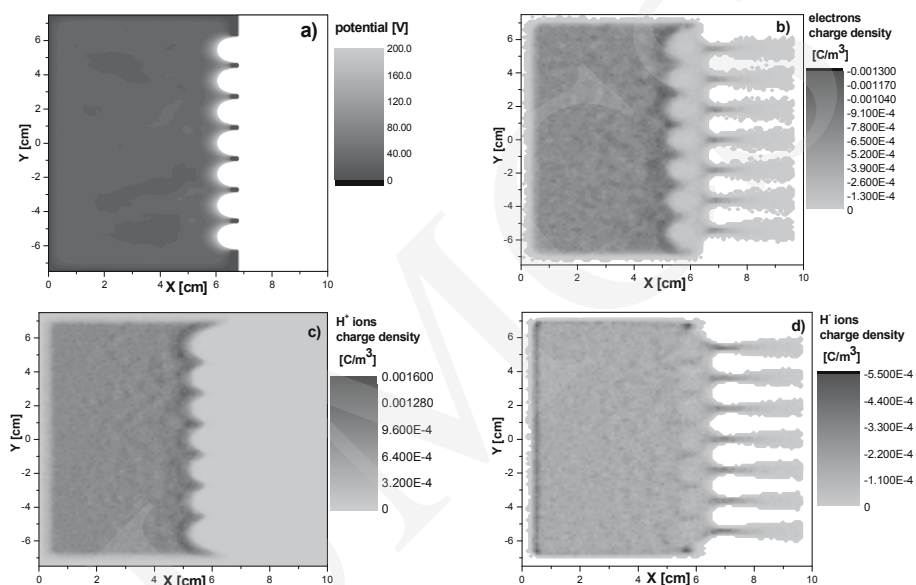 a)
potential [V]
200.0
160.0
120.0
80.00
40.00
0
Y [cm]
6
4
2
0
-2
-4
-6
0 2 4 6 8 10
X [cm]
b)
electrons
charge density
[C/m3]
-0.001300
-0.001170
-0.001040
-9.100E-4
-7.800E-4
-6.500E-4
-5.200E-4
-3.900E-4
-2.600E-4
-1.300E-4
0
Y [cm]
6
4
2
0
-2
-4
-6
0 2 4 6 8 10
X [cm]
c)
H+ ions
charge density
[C/m3]
0.001600
0.001280
9.600E-4
6.400E-4
3.200E-4
0
Y [cm]
6
4
2
0
-2
-4
-6
0 2 4 6 8 10
X [cm]
d)
H- ions
charge density
[C/m3]
-5.500E-4
-4.400E-4
-3.300E-4
-2.200E-4
-1.100E-4
0
Y [cm]
6
4
2
0
-2
-4
-6
0 2 4 6 8 10
X [cm]